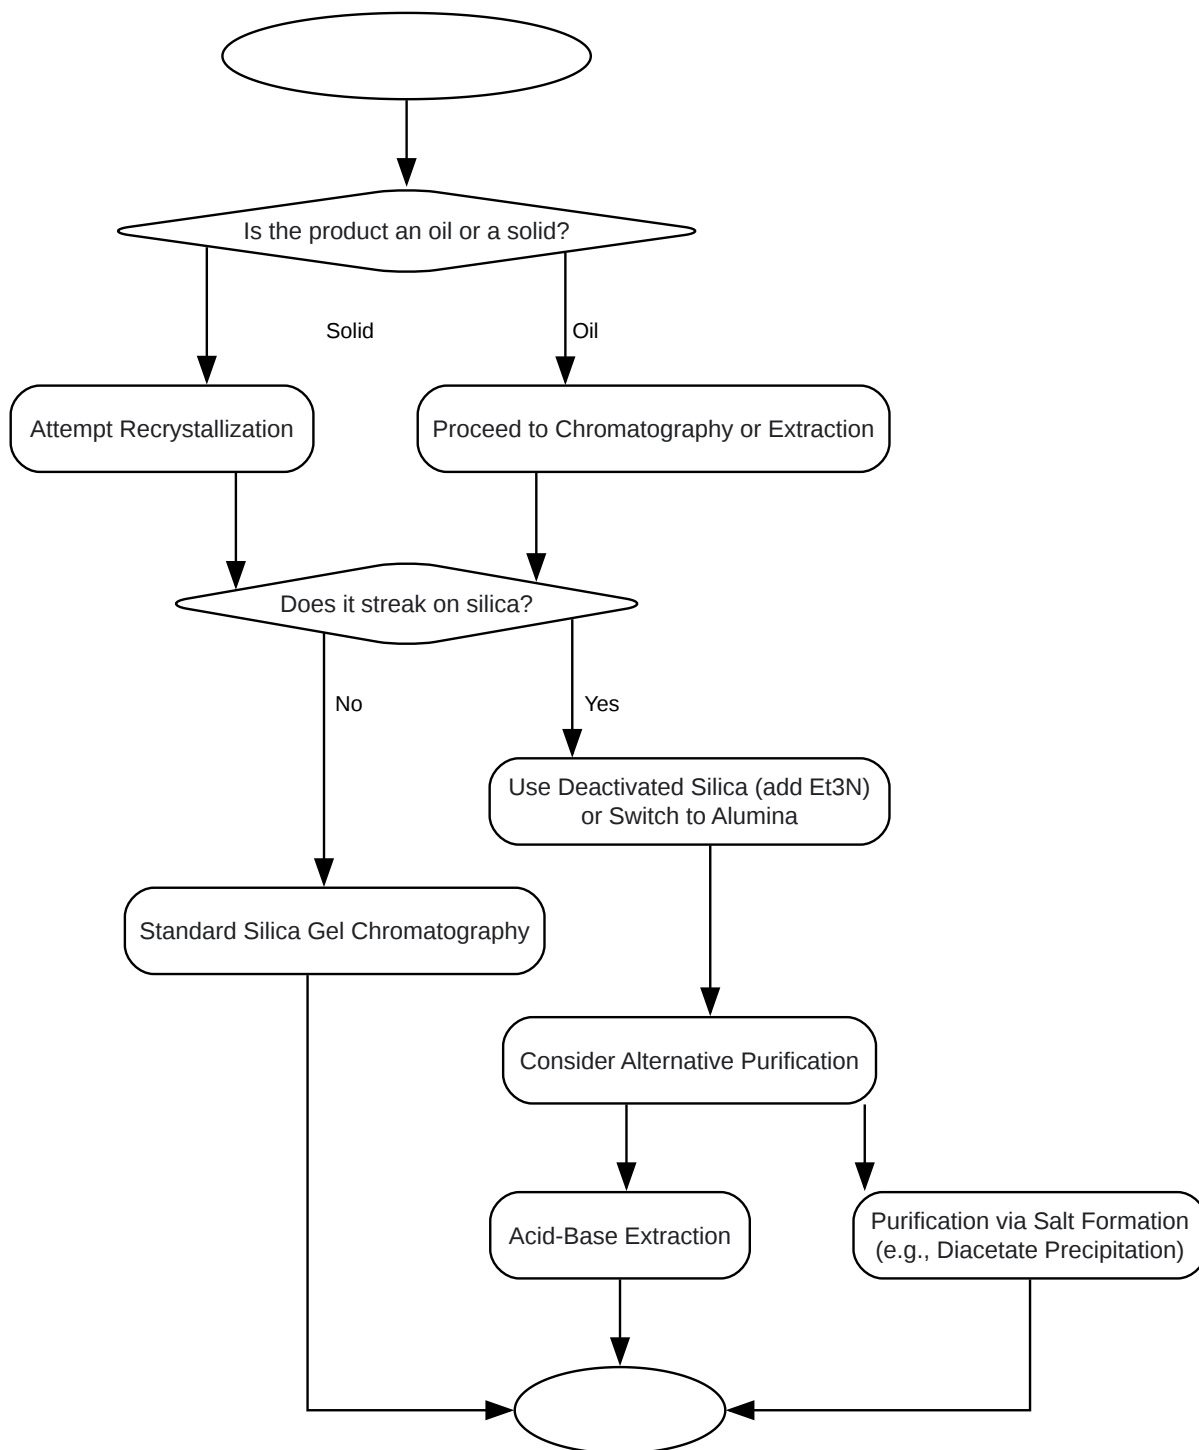 Is the product an oil or a solid?
Solid
Oil
Attempt Recrystallization
Proceed to Chromatography or Extraction
Does it streak on silica?
No
Yes
Use Deactivated Silica (add Et3N)
or Switch to Alumina
Standard Silica Gel Chromatography
Consider Alternative Purification
Acid-Base Extraction
Purification via Salt Formation
(e.g., Diacetate Precipitation)